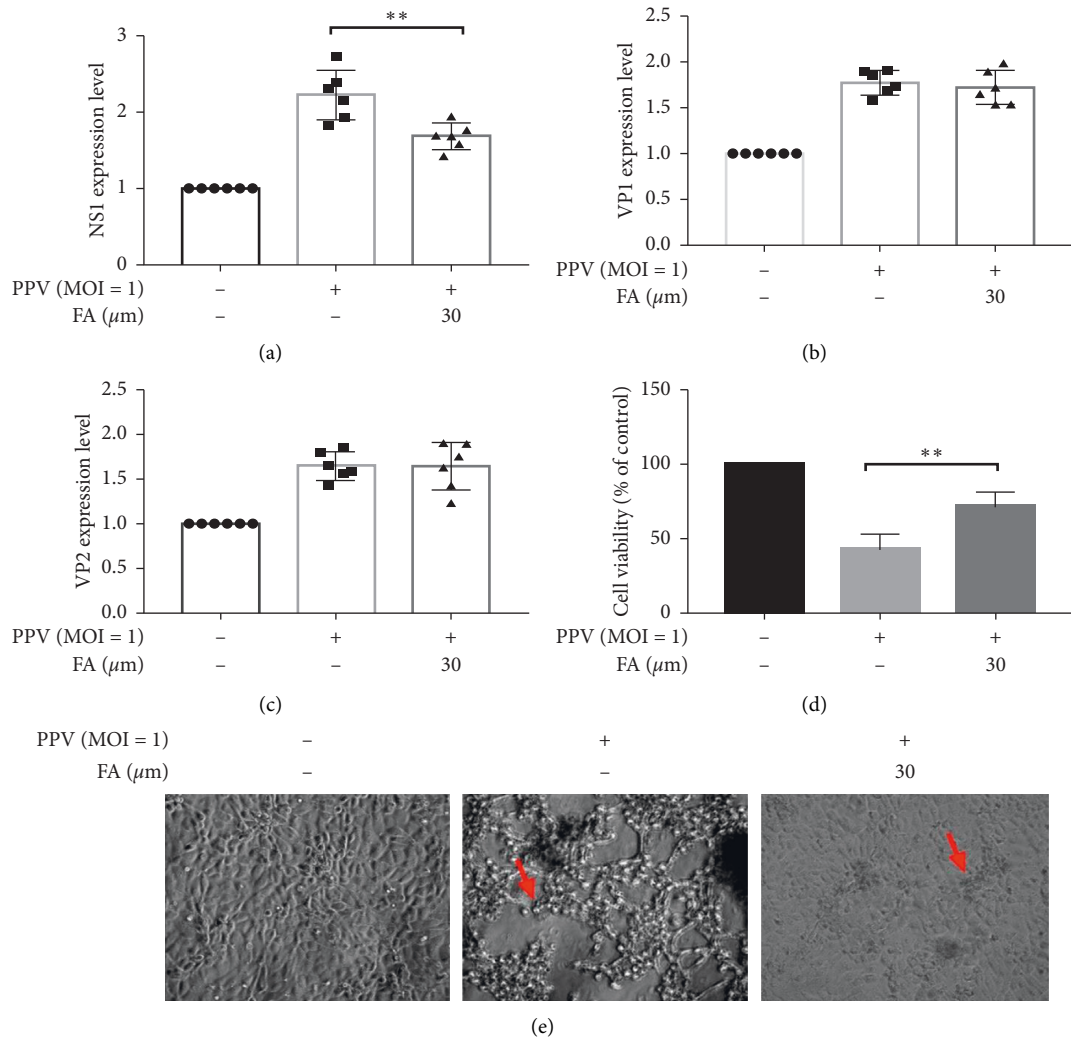 **
3
2
1
0
NS1 expression level
PPV (MOI = 1) – + +
FA (μm) – – 30
(a)
2.5
2.0
1.5
1.0
0.5
0.0
VP1 expression level
PPV (MOI = 1) – + +
FA (μm) – – 30
(b)
2.5
2.0
1.5
1.0
0.5
0.0
VP2 expression level
PPV (MOI = 1) – + +
FA (μm) – – 30
(c)
150
100
50
0
**
Cell viability (% of control)
PPV (MOI = 1) – + +
FA (μm) – – 30
(d)
PPV (MOI = 1) – + +
FA (μm) – – 30
(e)